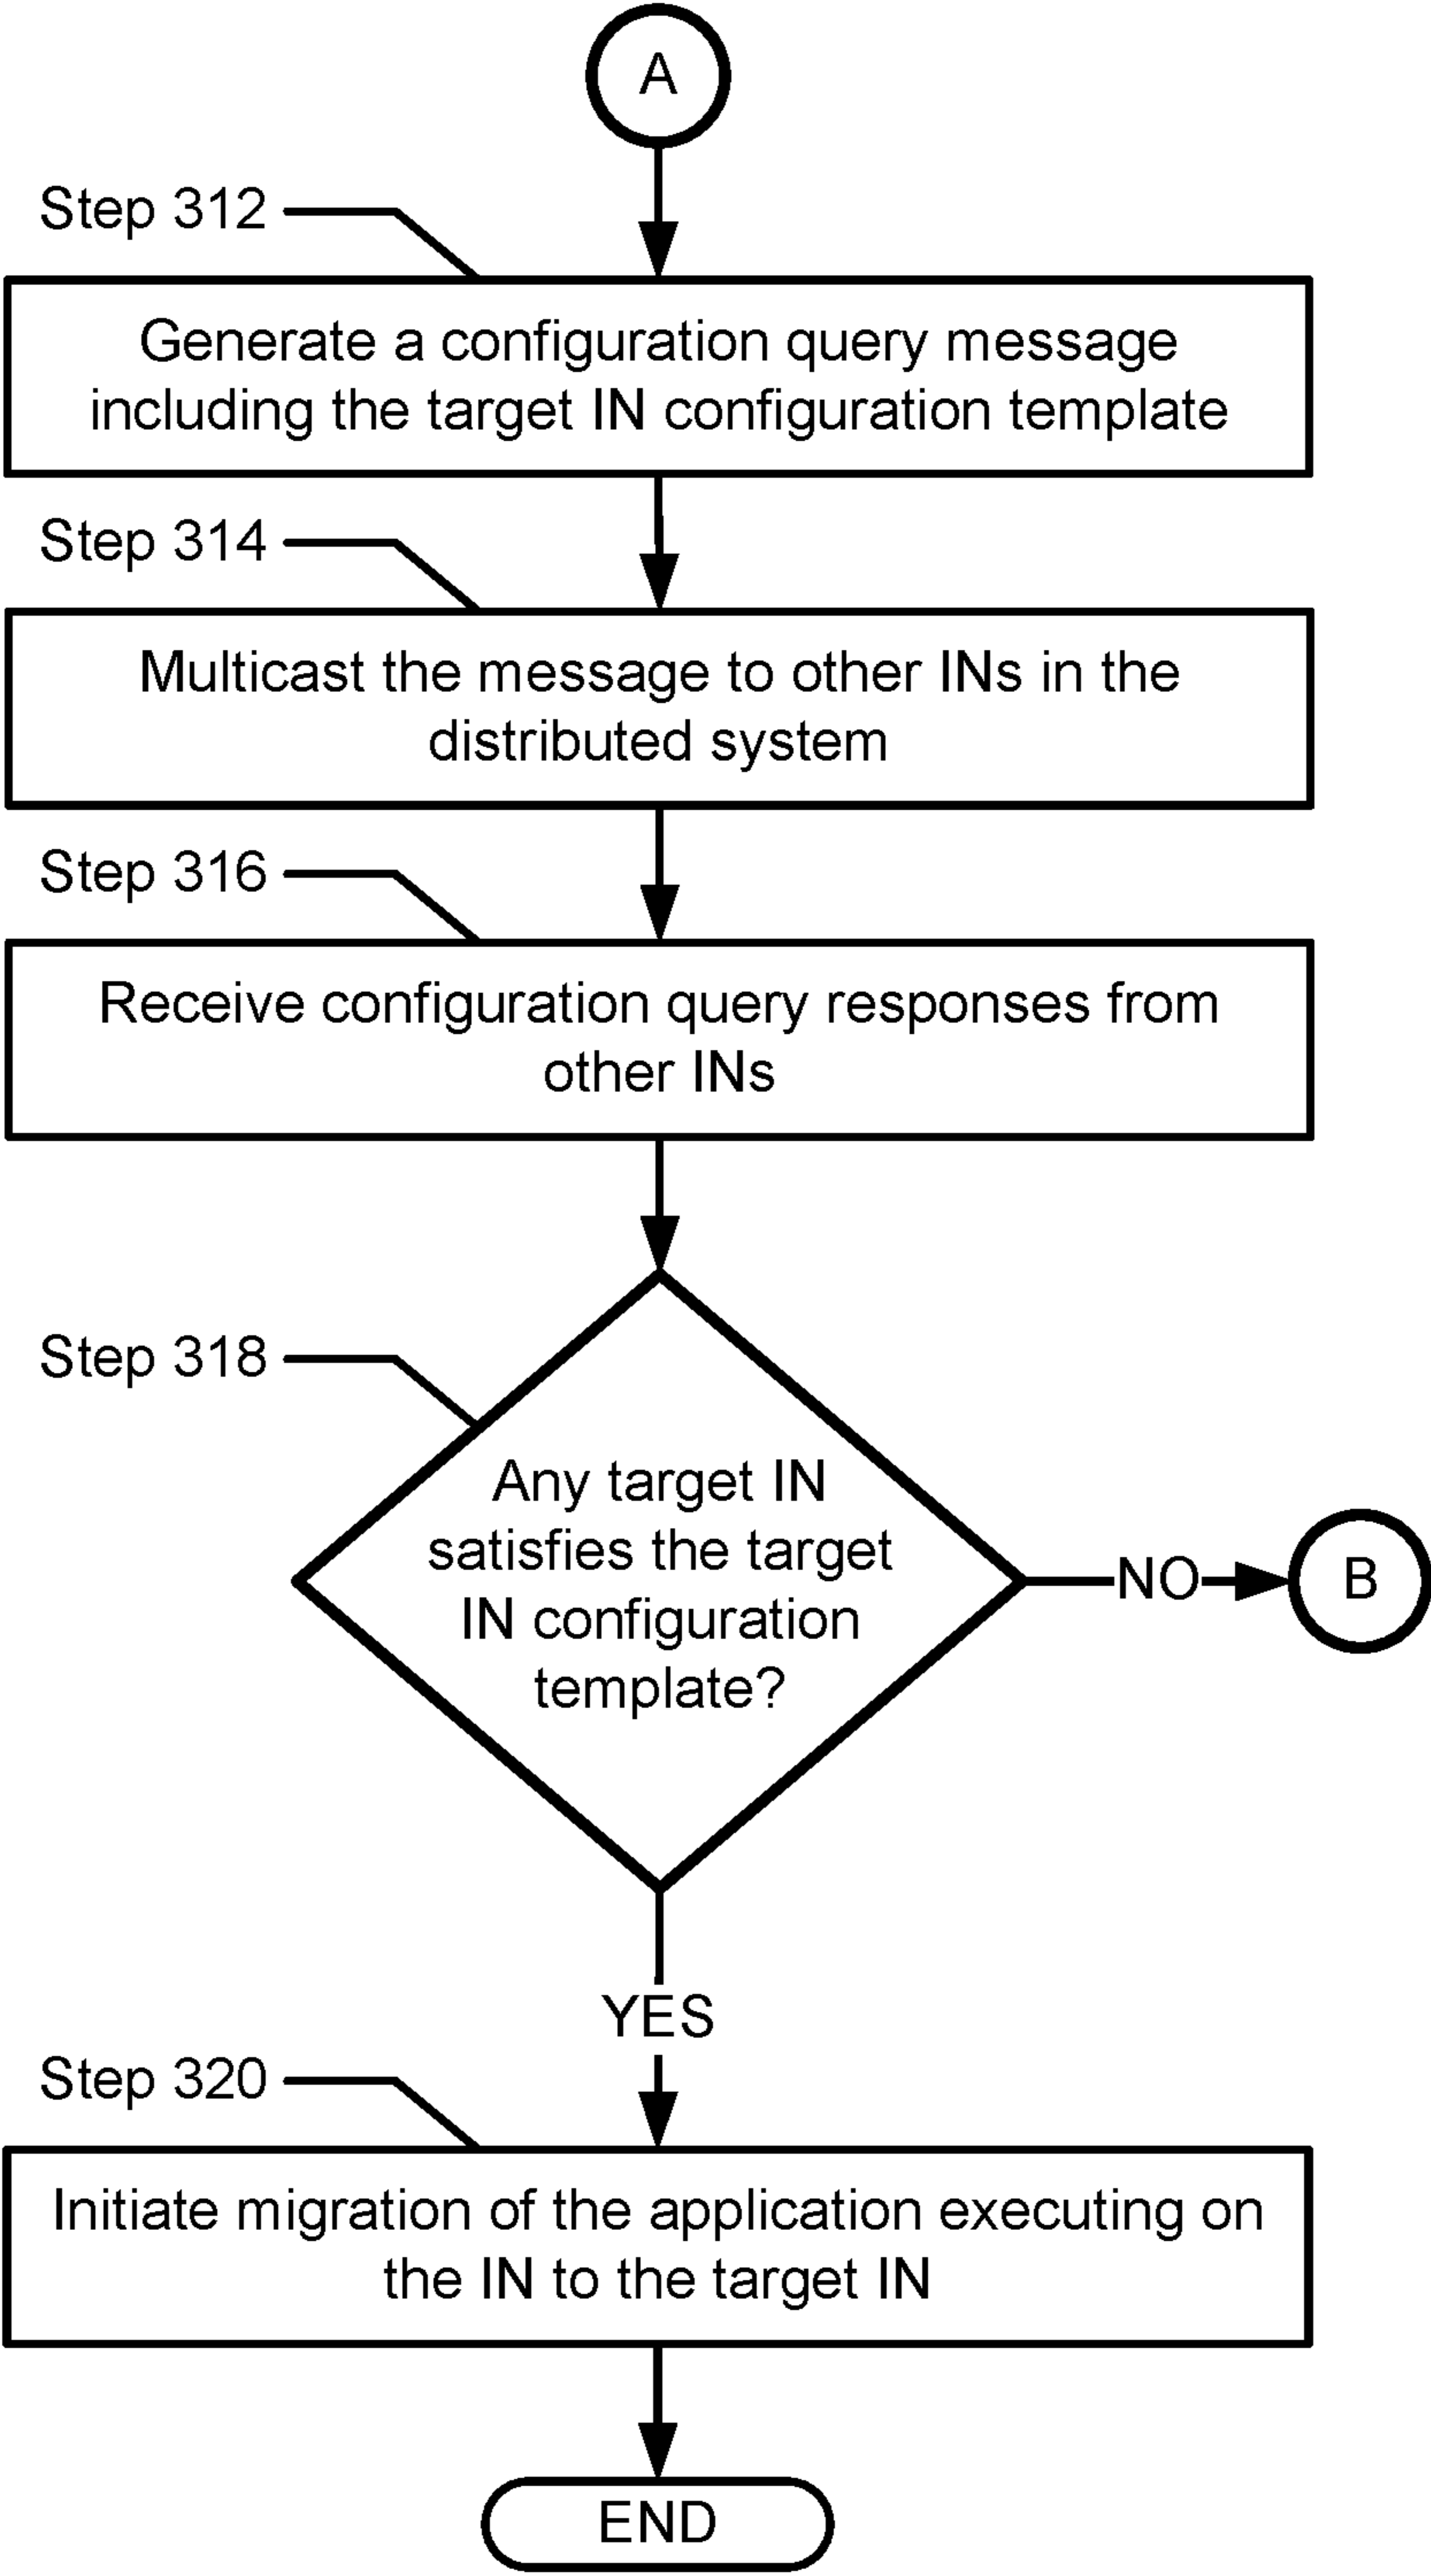 A
Step 312
Generate a configuration query message
including the target IN configuration template
Step 314
Multicast the message to other INs in the
distributed system
Step 316
Receive configuration query responses from
other INs
Step 318
Any target IN
satisfies the target
IN configuration
template?
NO
B
YES
Step 320
Initiate migration of the application executing on
the IN to the target IN
END